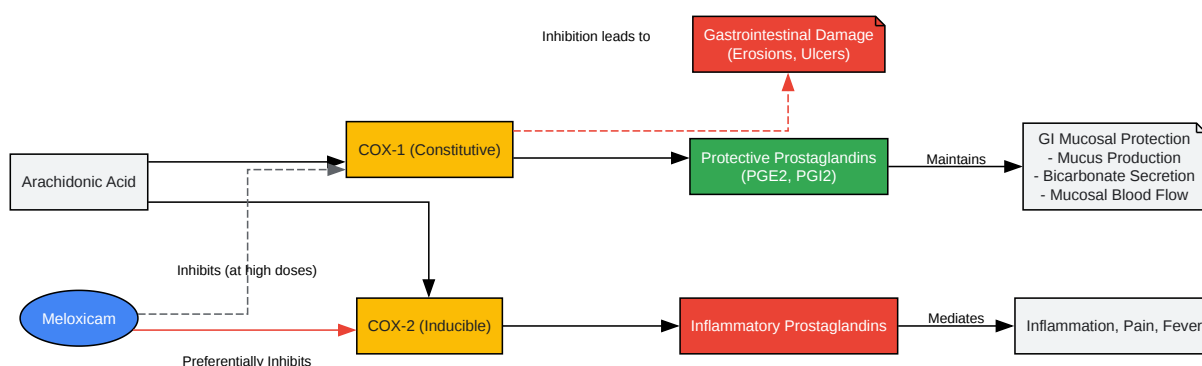 Inhibition leads to
Gastrointestinal Damage
(Erosions, Ulcers)
Arachidonic Acid
COX-1 (Constitutive)
Protective Prostaglandins
(PGE2, PGI2)
Maintains
GI Mucosal Protection
- Mucus Production
- Bicarbonate Secretion
- Mucosal Blood Flow
Inhibits (at high doses)
Meloxicam
Preferentially Inhibits
COX-2 (Inducible)
Inflammatory Prostaglandins
Mediates
Inflammation, Pain, Fever